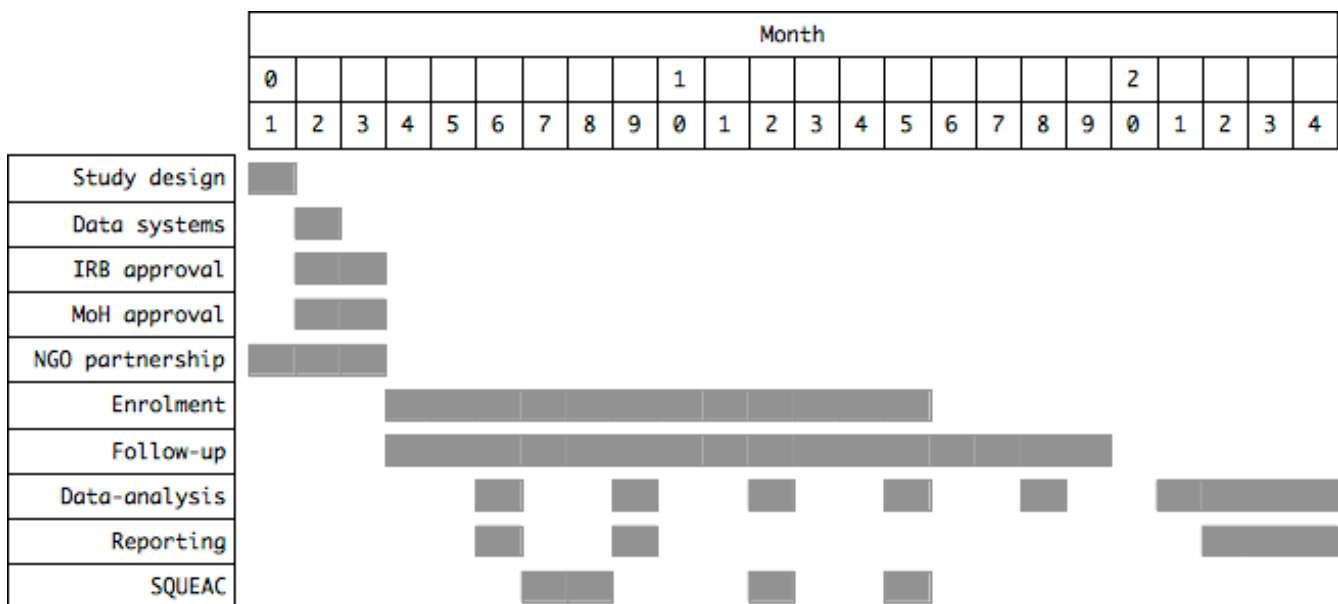 Month
0 1 2
1 2 3 4 5 6 7 8 9 0 1 2 3 4 5 6 7 8 9 0 1 2 3 4
Study design
Data systems
IRB approval
MoH approval
NGO partnership
Enrolment
Follow-up
Data-analysis
Reporting
SQUEAC